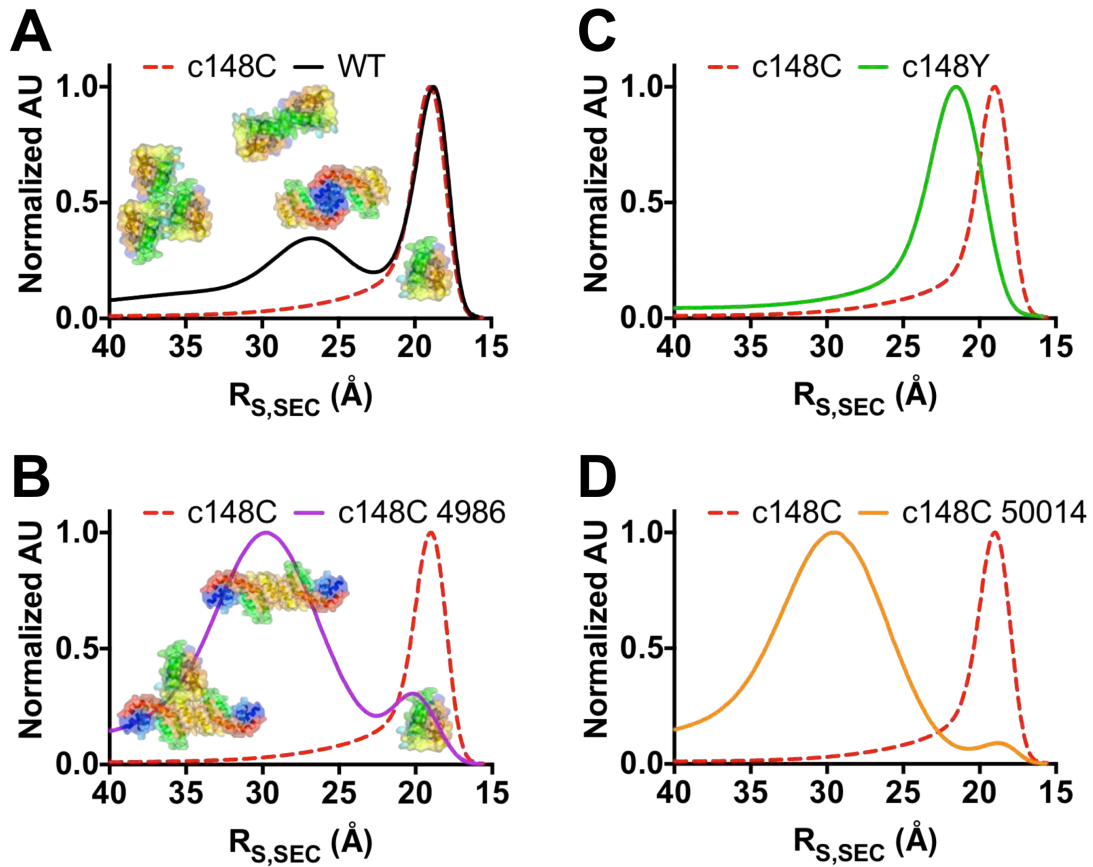 A
c148C WT
Normalized AU
1.0
0.5
0.0
40 35 30 25 20 15
RS,SEC (Å)
C
c148C c148Y
Normalized AU
1.0
0.5
0.0
40 35 30 25 20 15
RS,SEC (Å)
B
c148C c148C 4986
Normalized AU
1.0
0.5
0.0
40 35 30 25 20 15
RS,SEC (Å)
D
c148C c148C 50014
Normalized AU
1.0
0.5
0.0
40 35 30 25 20 15
RS,SEC (Å)